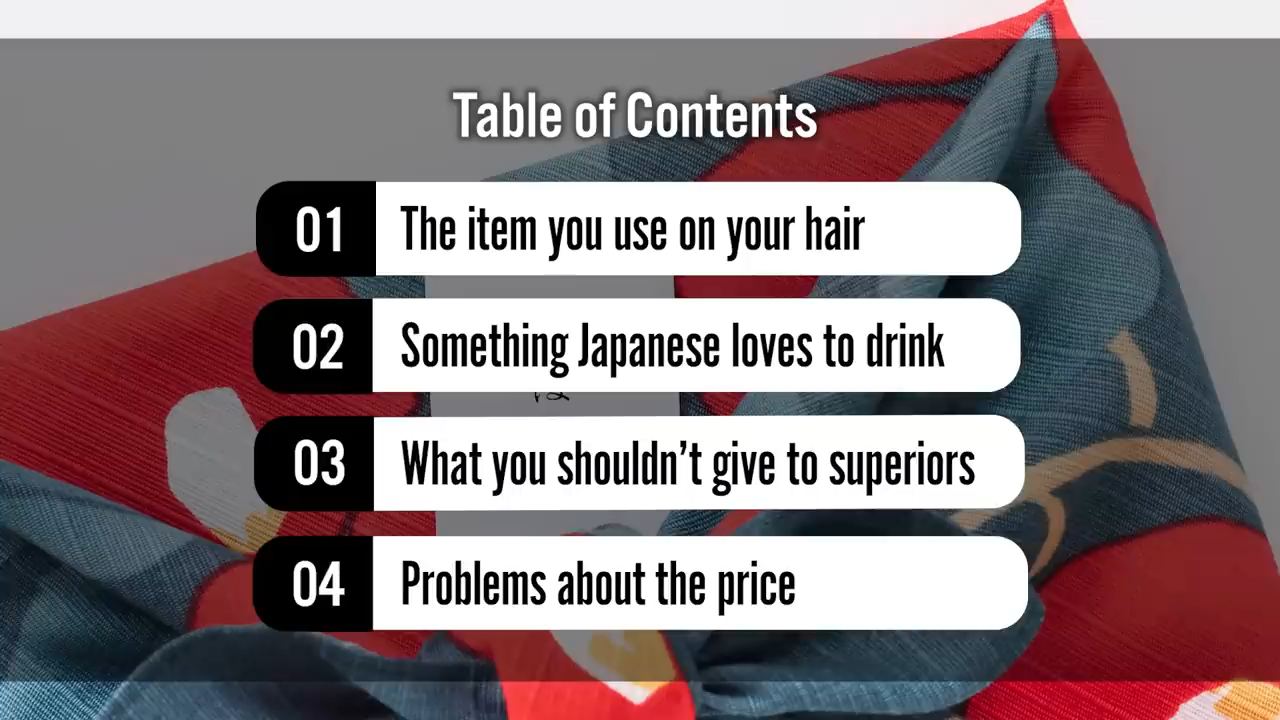 Table of Contents
01 The item you use on your hair
02 Something Japanese loves to drink
03 What you shouldn't give to superiors
04 Problems about the price